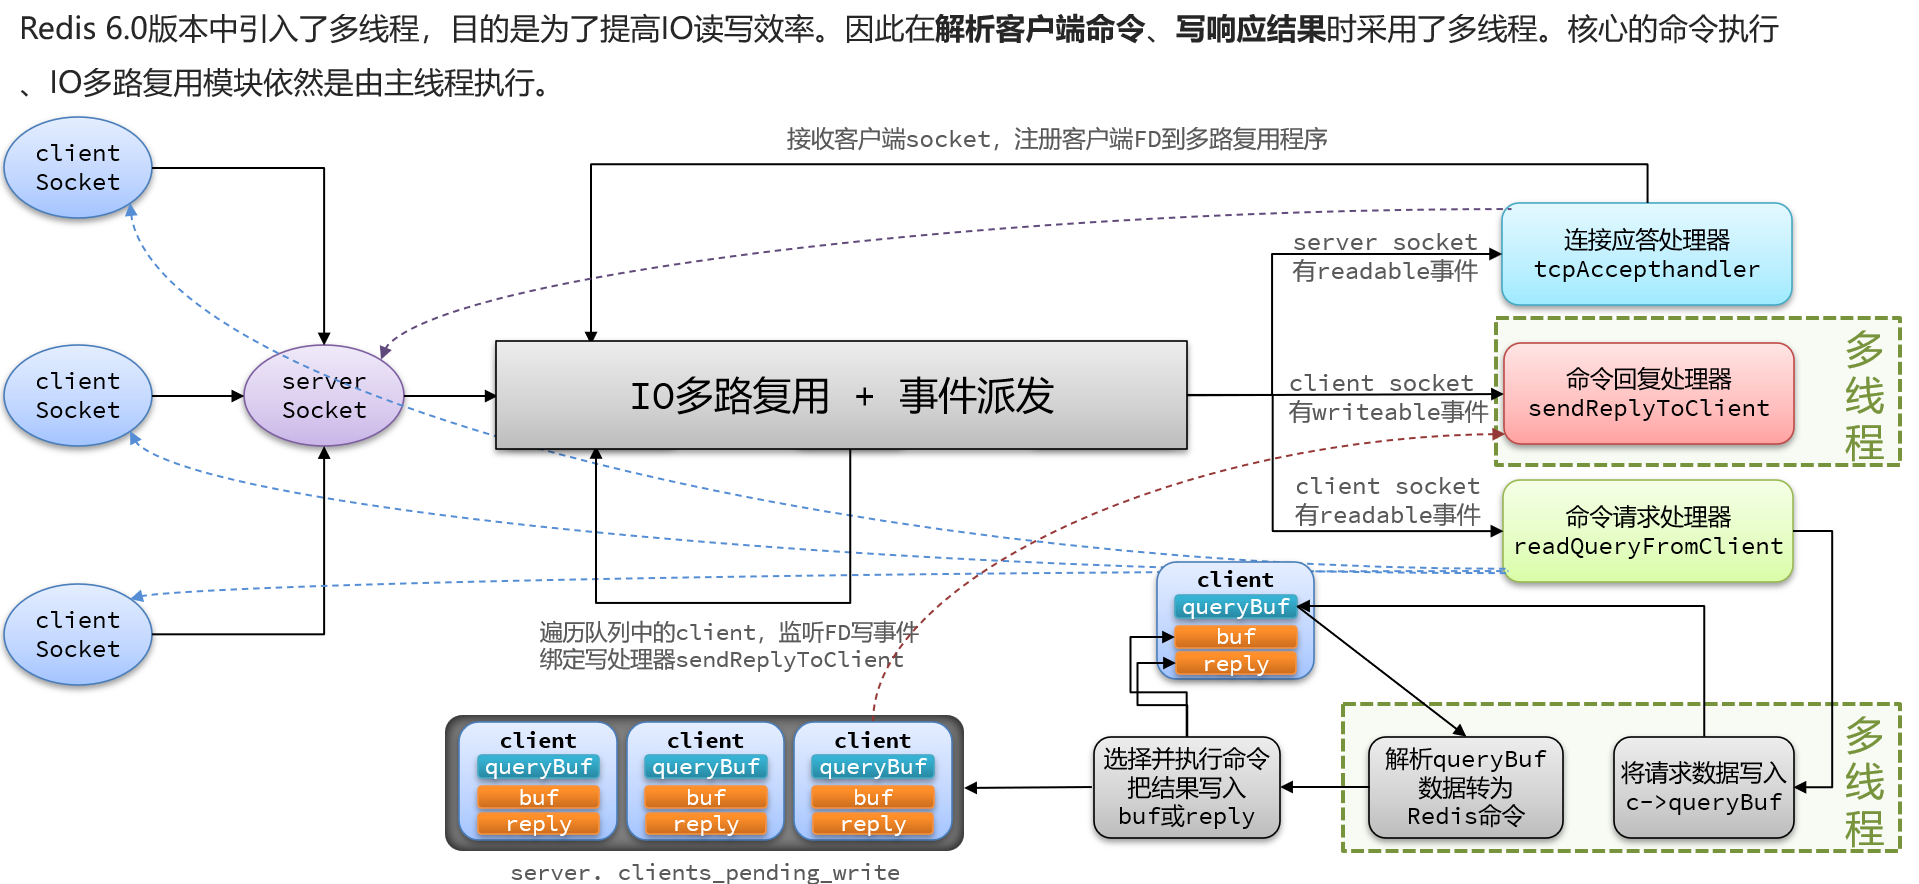 Redis 6.0版本中引入了多线程，目的是为了提高IO读写效率。因此在解析客户端命令、写响应结果时采用了多线程。核心的命令执行
、IO多路复用模块依然是由主线程执行。
接收客户端socket，注册客户端FD到多路复用程序
client
Socket
client
Socket
client
Socket
server
Socket
IO多路复用 + 事件派发
server socket
有readable事件
连接应答处理器
tcpAccepthandler
client socket
有writeable事件
命令回复处理器
sendReplyToClient
多
线
程
client socket
有readable事件
命令请求处理器
readQueryFromClient
遍历队列中的client，监听FD写事件
绑定写处理器sendReplyToClient
client
queryBuf
buf
reply
client
queryBuf
buf
reply
client
queryBuf
buf
reply
client
queryBuf
buf
reply
server. clients_pending_write
选择并执行命令
把结果写入
buf或reply
解析queryBuf
数据转为
Redis命令
将请求数据写入
c->queryBuf
多
线
程